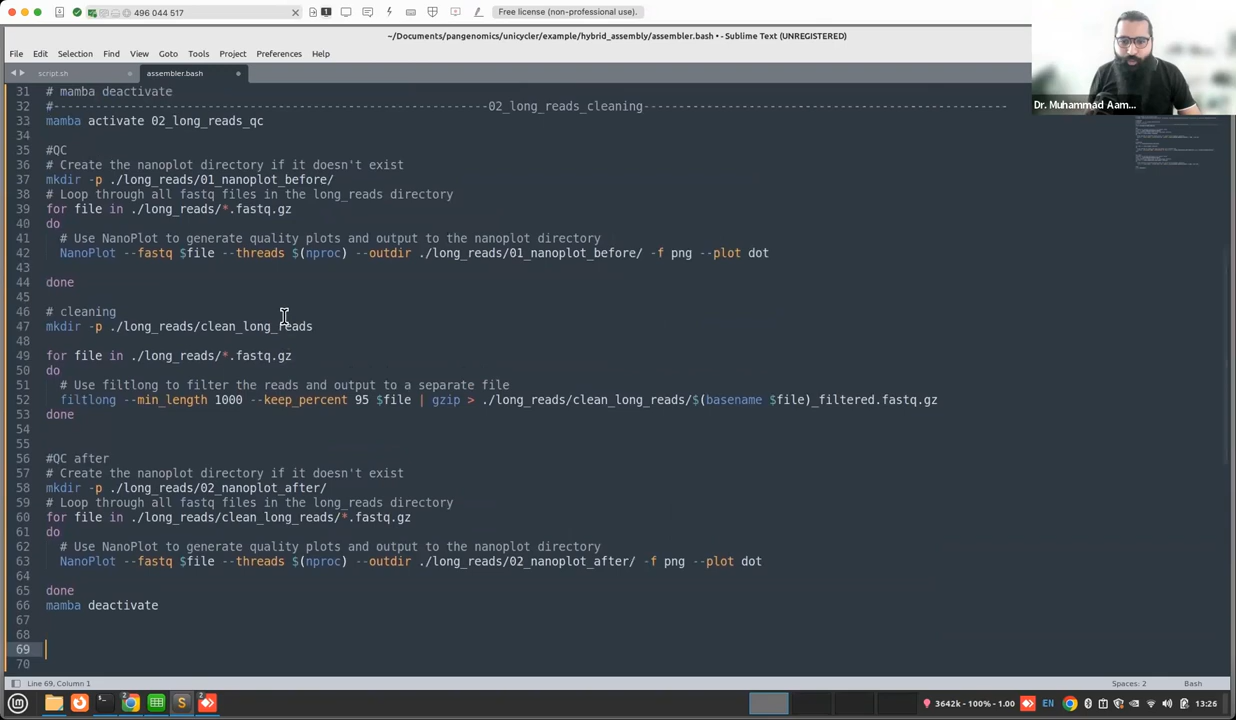 496 044 517
1
Free license (non-professional use).
~/Documents/pangenomics/unicycler/example/hybrid_assembly/assembler.bash • - Sublime Text (UNREGISTERED)
File Edit Selection Find View Goto Tools Project Preferences Help
script.sh assembler.bash
31 # mamba deactivate
32 #--------------------------------------------------------------02_long_reads_cleaning----------------------------------------------------
33 mamba activate 02_long_reads_qc
34
35 #QC
36 # Create the nanoplot directory if it doesn't exist
37 mkdir -p ./long_reads/01_nanoplot_before/
38 # Loop through all fastq files in the long_reads directory
39 for file in ./long_reads/*.fastq.gz
40 do
41 # Use NanoPlot to generate quality plots and output to the nanoplot directory
42 NanoPlot --fastq $file --threads $(nproc) --outdir ./long_reads/01_nanoplot_before/ -f png --plot dot
43
44 done
45
46 # cleaning
47 mkdir -p ./long_reads/clean_long_reads
48
49 for file in ./long_reads/*.fastq.gz
50 do
51 # Use filtlong to filter the reads and output to a separate file
52 filtlong --min_length 1000 --keep_percent 95 $file | gzip > ./long_reads/clean_long_reads/$(basename $file)_filtered.fastq.gz
53 done
54
55
56 #QC after
57 # Create the nanoplot directory if it doesn't exist
58 mkdir -p ./long_reads/02_nanoplot_after/
59 # Loop through all fastq files in the long_reads directory
60 for file in ./long_reads/clean_long_reads/*.fastq.gz
61 do
62 # Use NanoPlot to generate quality plots and output to the nanoplot directory
63 NanoPlot --fastq $file --threads $(nproc) --outdir ./long_reads/02_nanoplot_after/ -f png --plot dot
64
65 done
66 mamba deactivate
67
68
69
70
Dr. Muhammad Aam...
Line 69, Column 1 Spaces: 2 Bash
2 2 3642k - 100% - 1.00 EN 13:26